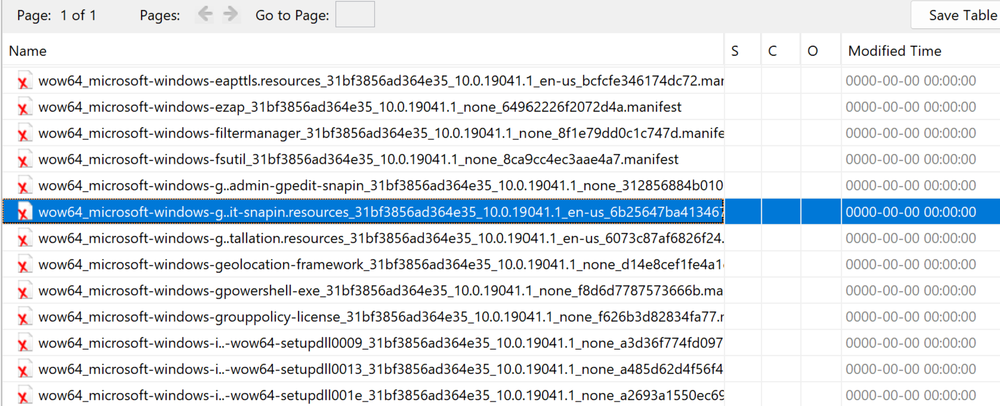 Page: 1 of 1 Pages: Go to Page: Save Table
Name S C O Modified Time
wow64_microsoft-windows-eapttls.resources_31bf3856ad364e35_10.0.19041.1_en-us_bcfcfe346174dc72.mar 0000-00-00 00:00:00
wow64_microsoft-windows-ezap_31bf3856ad364e35_10.0.19041.1_none_64962226f2072d4a.manifest 0000-00-00 00:00:00
wow64_microsoft-windows-filtermanager_31bf3856ad364e35_10.0.19041.1_none_8f1e79dd0c1c747d.manife 0000-00-00 00:00:00
wow64_microsoft-windows-fsutil_31bf3856ad364e35_10.0.19041.1_none_8ca9cc4ec3aae4a7.manifest 0000-00-00 00:00:00
wow64_microsoft-windows-g..admin-gpedit-snapin_31bf3856ad364e35_10.0.19041.1_none_312856884b010 0000-00-00 00:00:00
wow64_microsoft-windows-g..it-snapin.resources_31bf3856ad364e35_10.0.19041.1_en-us_6b25647ba413467 0000-00-00 00:00:00
wow64_microsoft-windows-g..tallation.resources_31bf3856ad364e35_10.0.19041.1_en-us_6073c87af6826f24. 0000-00-00 00:00:00
wow64_microsoft-windows-geolocation-framework_31bf3856ad364e35_10.0.19041.1_none_d14e8cef1fe4a1 0000-00-00 00:00:00
wow64_microsoft-windows-gpowershell-exe_31bf3856ad364e35_10.0.19041.1_none_f8d6d7787573666b.ma 0000-00-00 00:00:00
wow64_microsoft-windows-grouppolicy-license_31bf3856ad364e35_10.0.19041.1_none_f626b3d82834fa77.r 0000-00-00 00:00:00
wow64_microsoft-windows-i..-wow64-setupdll0009_31bf3856ad364e35_10.0.19041.1_none_a3d36f774fd097 0000-00-00 00:00:00
wow64_microsoft-windows-i..-wow64-setupdll0013_31bf3856ad364e35_10.0.19041.1_none_a485d62d4f56f4 0000-00-00 00:00:00
wow64_microsoft-windows-i..-wow64-setupdll001e_31bf3856ad364e35_10.0.19041.1_none_a2693a1550ec69 0000-00-00 00:00:00